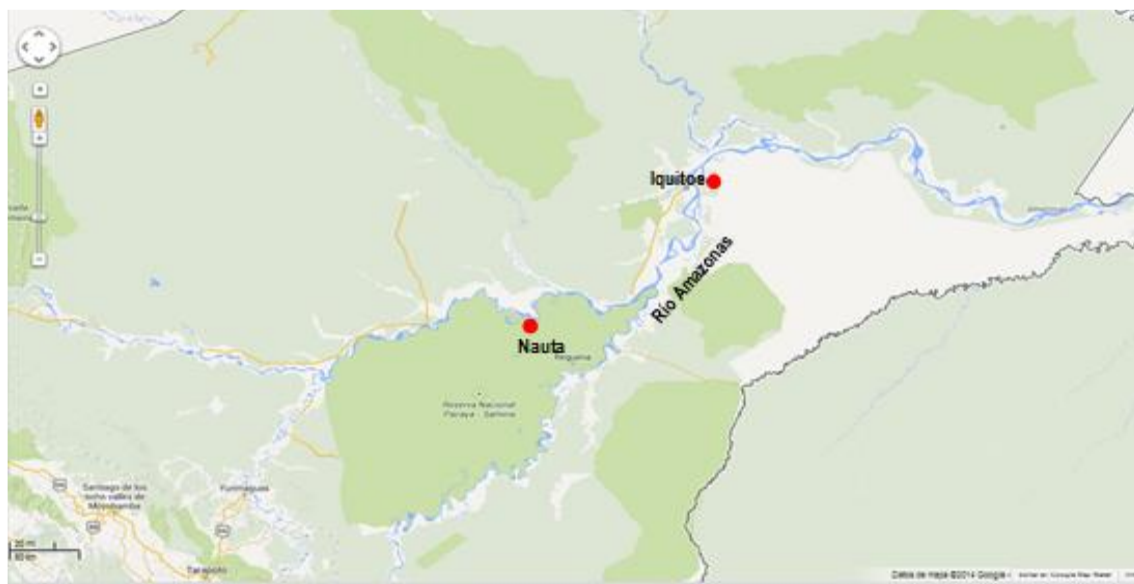 Iquitoe
Río Amazonas
Nauta
Requena
Reserva Nacional
Pacaya - Samiria
Santiago de los
ocho valles de
Moyobamba
Yurimaguas
Tarapoto
20 mi
50 km
Datos de mapa ©2014 Google